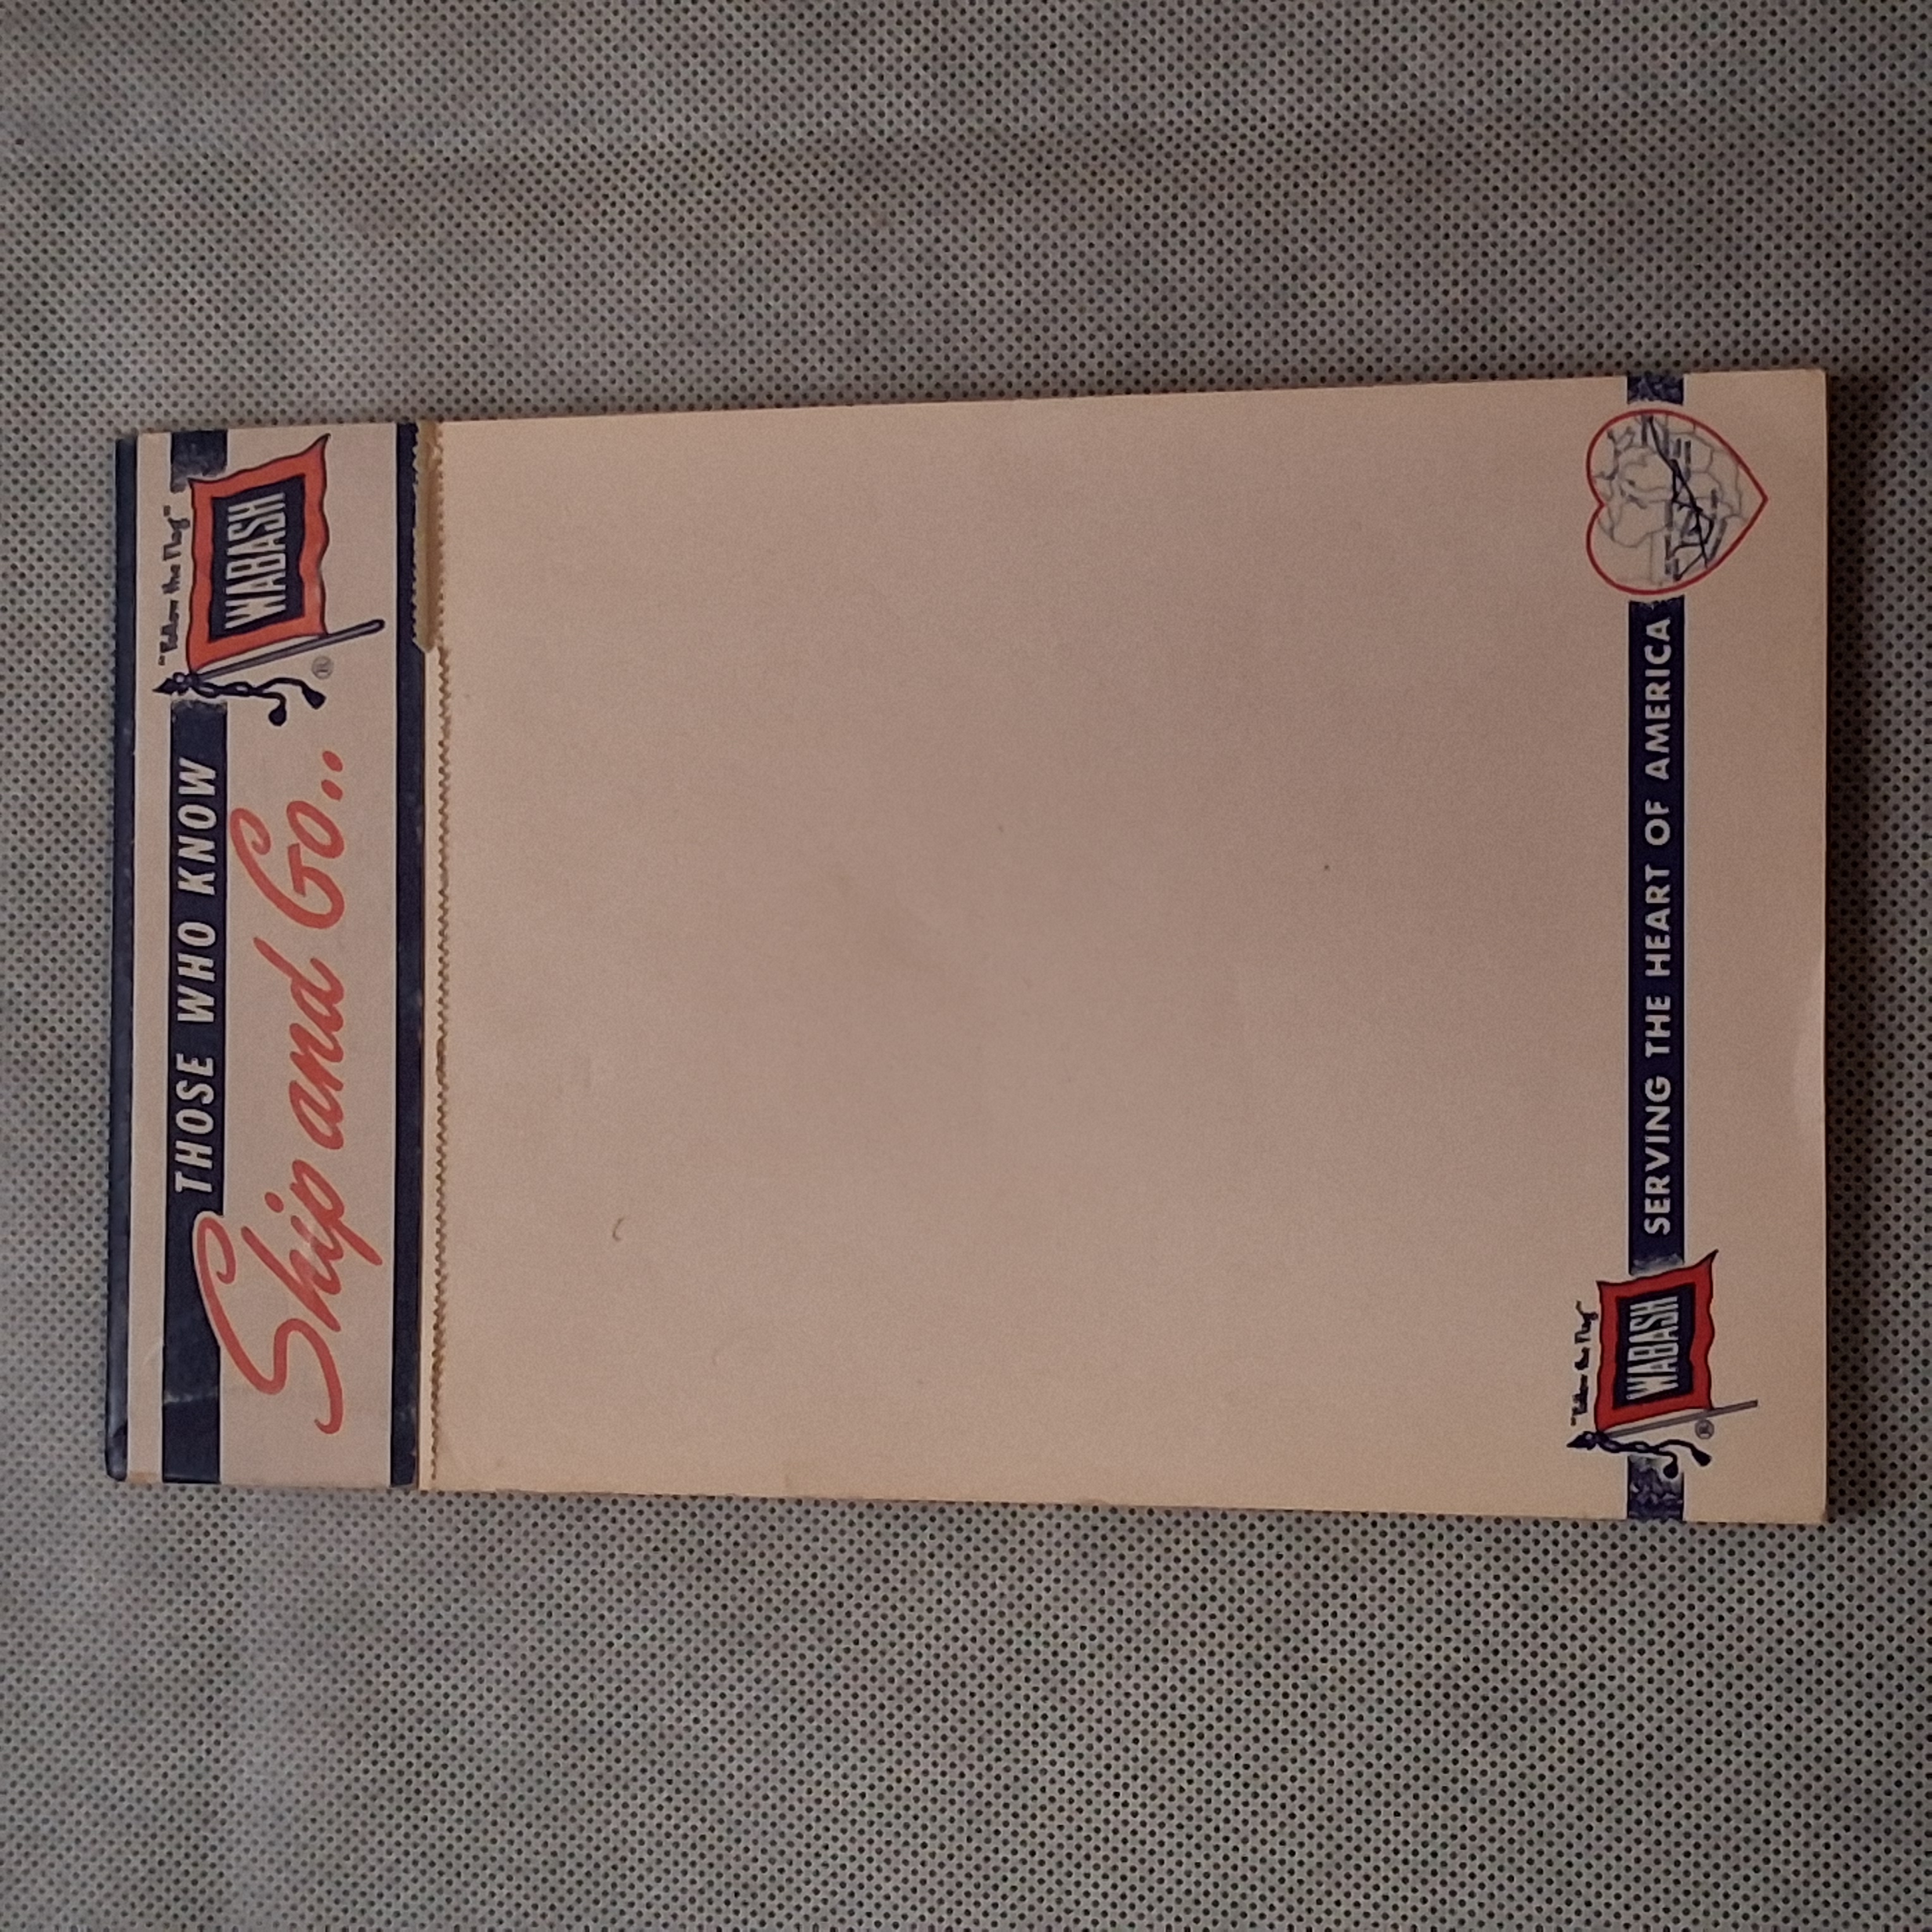 "Follow the Flag"
THOSE WHO KNOW
WABASH
Ship and Go..
®
"Follow the Flag"
WABASH
SERVING THE HEART OF AMERICA
®